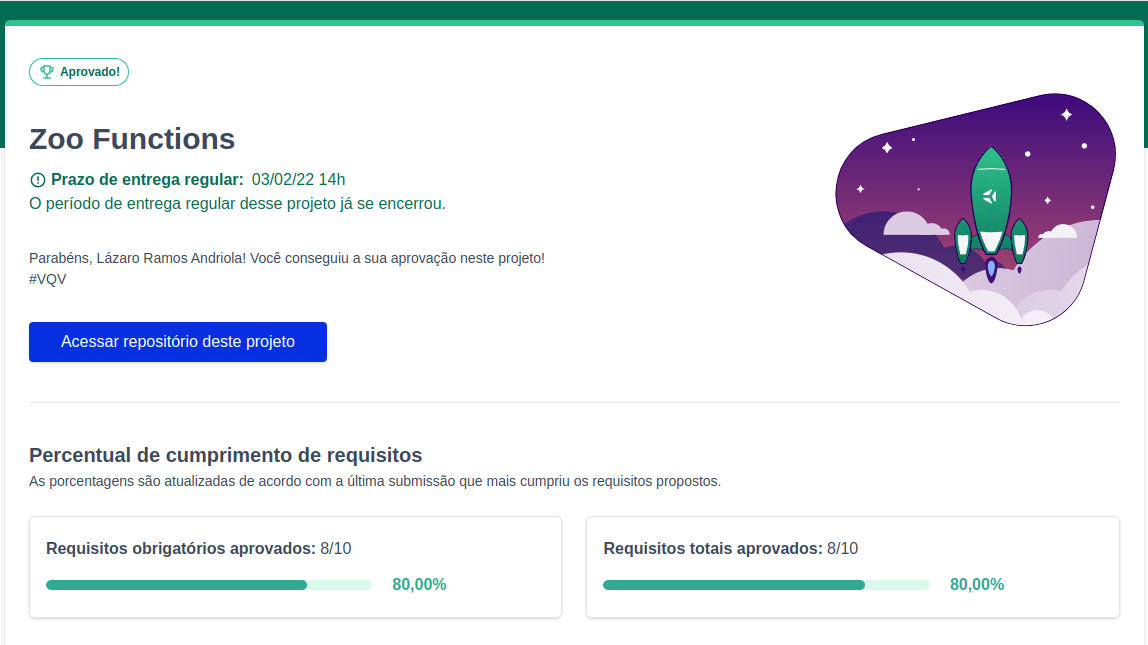 Aprovado!
Zoo Functions
Prazo de entrega regular: 03/02/22 14h
O período de entrega regular desse projeto já se encerrou.
Parabéns, Lázaro Ramos Andriola! Você conseguiu a sua aprovação neste projeto!
#VQV
Acessar repositório deste projeto
Percentual de cumprimento de requisitos
As porcentagens são atualizadas de acordo com a última submissão que mais cumpriu os requisitos propostos.
Requisitos obrigatórios aprovados: 8/10
80,00%
Requisitos totais aprovados: 8/10
80,00%